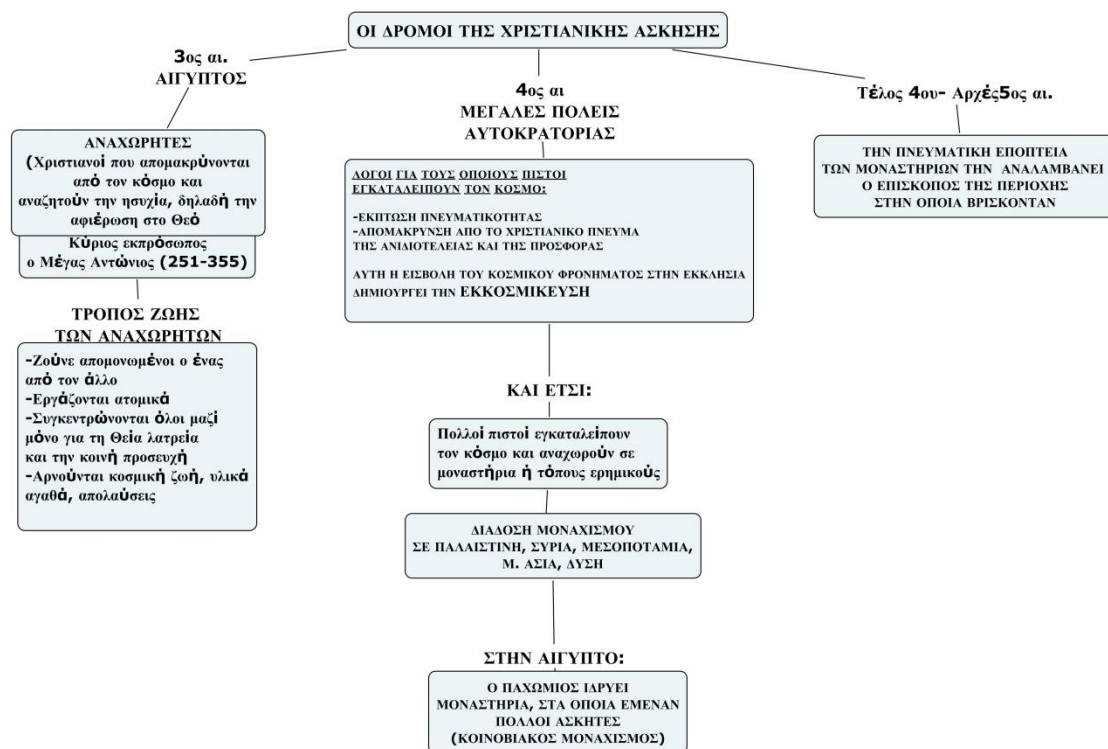 ΟΙ ΔΡΟΜΟΙ ΤΗΣ ΧΡΙΣΤΙΑΝΙΚΗΣ ΑΣΚΗΣΗΣ
3ος αι.
ΑΙΓΥΠΤΟΣ
ΑΝΑΧΩΡΗΤΕΣ
(Χριστιανοί που απομακρύνονται
από τον κόσμο και
αναζητούν την ησυχία, δηλαδή την
αφιέρωση στο Θεό
Κύριος εκπρόσωπος
ο Μέγας Αντώνιος (251-355)
ΤΡΟΠΟΣ ΖΩΗΣ
ΤΩΝ ΑΝΑΧΩΡΗΤΩΝ
-Ζούνε απομονωμένοι ο ένας
από τον άλλο
-Εργάζονται ατομικά
-Συγκεντρώνονται όλοι μαζί
μόνο για τη Θεία λατρεία
και την κοινή προσευχή
-Αρνούνται κοσμική ζωή, υλικά
αγαθά, απολαύσεις
4ος αι
ΜΕΓΑΛΕΣ ΠΟΛΕΙΣ
ΑΥΤΟΚΡΑΤΟΡΙΑΣ
ΛΟΓΟΙ ΓΙΑ ΤΟΥΣ ΟΠΟΙΟΥΣ ΠΙΣΤΟΙ
ΕΓΚΑΤΑΛΕΙΠΟΥΝ ΤΟΝ ΚΟΣΜΟ:
-ΕΚΠΤΩΣΗ ΠΝΕΥΜΑΤΙΚΟΤΗΤΑΣ
-ΑΠΟΜΑΚΡΥΝΣΗ ΑΠΟ ΤΟ ΧΡΙΣΤΙΑΝΙΚΟ ΠΝΕΥΜΑ
ΤΗΣ ΑΝΙΔΙΟΤΕΛΕΙΑΣ ΚΑΙ ΤΗΣ ΠΡΟΣΦΟΡΑΣ
ΑΥΤΗ Η ΕΙΣΒΟΛΗ ΤΟΥ ΚΟΣΜΙΚΟΥ ΦΡΟΝΗΜΑΤΟΣ ΣΤΗΝ ΕΚΚΛΗΣΙΑ
ΔΗΜΙΟΥΡΓΕΙ ΤΗΝ ΕΚΚΟΣΜΙΚΕΥΣΗ
ΚΑΙ ΕΤΣΙ:
Πολλοί πιστοί εγκαταλείπουν
τον κόσμο και αναχωρούν σε
μοναστήρια ή τόπους ερημικούς
ΔΙΑΔΟΣΗ ΜΟΝΑΧΙΣΜΟΥ
ΣΕ ΠΑΛΑΙΣΤΙΝΗ, ΣΥΡΙΑ, ΜΕΣΟΠΟΤΑΜΙΑ,
Μ. ΑΣΙΑ, ΔΥΣΗ
ΣΤΗΝ ΑΙΓΥΠΤΟ:
Ο ΠΑΧΩΜΙΟΣ ΙΔΡΥΕΙ
ΜΟΝΑΣΤΗΡΙΑ, ΣΤΑ ΟΠΟΙΑ ΕΜΕΝΑΝ
ΠΟΛΛΟΙ ΑΣΚΗΤΕΣ
(ΚΟΙΝΟΒΙΑΚΟΣ ΜΟΝΑΧΙΣΜΟΣ)
Τέλος 4ου- Αρχές5ος αι.
ΤΗΝ ΠΝΕΥΜΑΤΙΚΗ ΕΠΟΠΤΕΙΑ
ΤΩΝ ΜΟΝΑΣΤΗΡΙΩΝ ΤΗΝ ΑΝΑΛΑΜΒΑΝΕΙ
Ο ΕΠΙΣΚΟΠΟΣ ΤΗΣ ΠΕΡΙΟΧΗΣ
ΣΤΗΝ ΟΠΟΙΑ ΒΡΙΣΚΟΝΤΑΝ